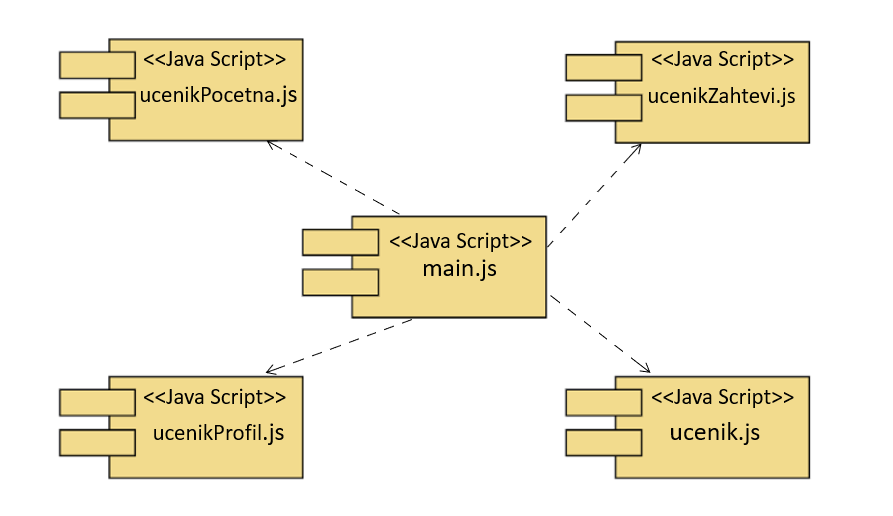 <<Java Script>>
ucenikPocetna.js
<<Java Script>>
ucenikZahtevi.js
<<Java Script>>
main.js
<<Java Script>>
ucenikProfil.js
<<Java Script>>
ucenik.js